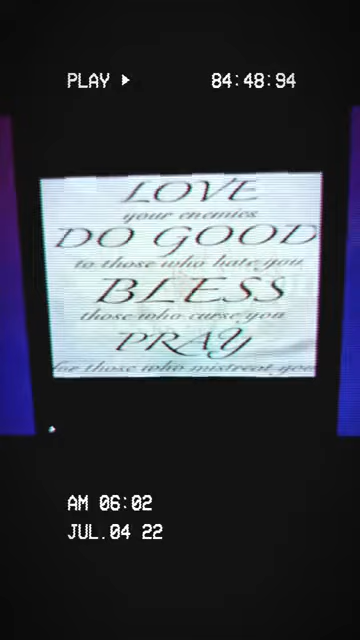 PLAY 84:48:94
LOVE
your enemies
DO GOOD
to those who hate you
BLESS
those who curse you
PRAY
for those who mistreat you
AM 06:02
JUL.04 22